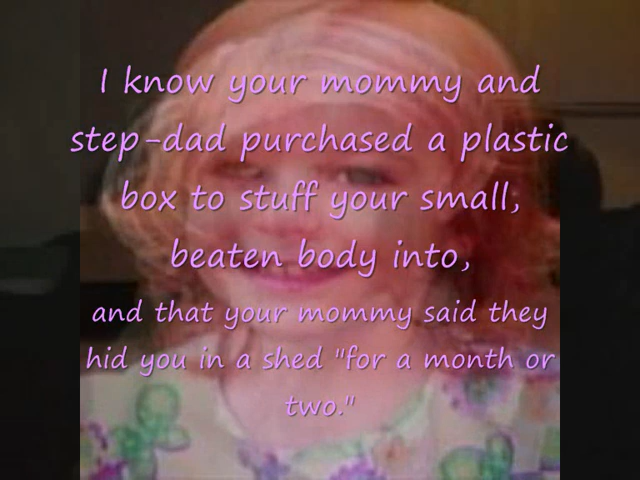 I know your mommy and
step-dad purchased a plastic
box to stuff your small,
beaten body into,
and that your mommy said they
hid you in a shed "for a month or
two."